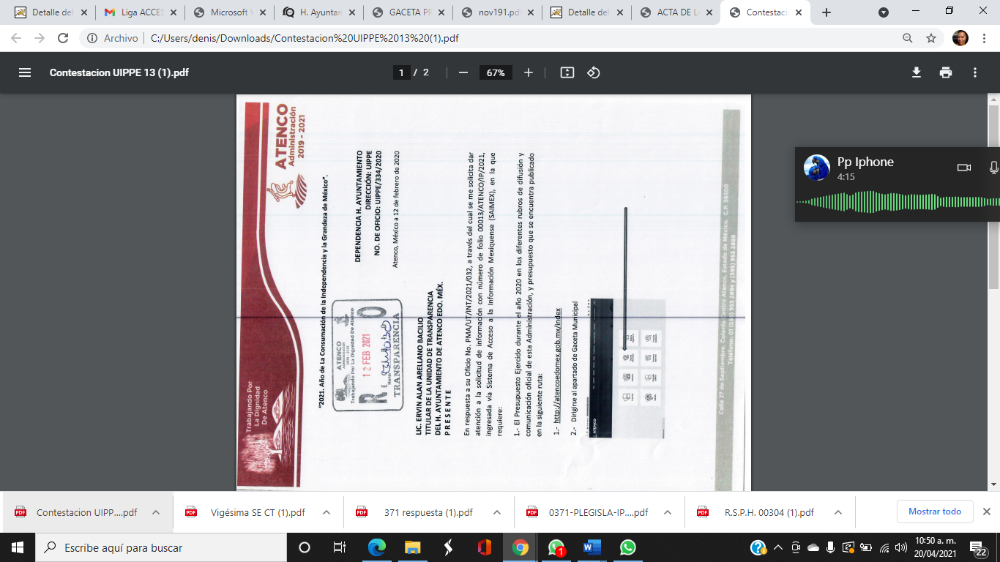 Detalle del
Liga ACCES
Microsoft V
H. Ayuntan
GACETA PR
nov191.pd
Detalle del
ACTA DE LA
Contestaci
Archivo
C:/Users/denis/Downloads/Contestacion%20UIPPE%2013%20(1).pdf
Contestacion UIPPE 13 (1).pdf
1 / 2
67%
Trabajando Por
La Dignidad
De Atenco
ATENCO
Administración
2019 - 2021
"2021. Año de La Consumación de la Independencia y la Grandeza de México".
DEPENDENCIA H. AYUNTAMIENTO
DIRECCIÓN: UIPPE
NO. DE OFICIO: UIPPE/334/2020
Atenco, México a 12 de febrero de 2020
ATENCO
Trabajando Por La Dignidad De Atenco
12 FEB 2021
RECIBIDO
Hora
TRANSPARENCIA
LIC. ERVIN ALAN ARELLANO BACILIO
TITULAR DE LA UNIDAD DE TRANSPARENCIA
DEL H. AYUNTAMIENTO DE ATENCO EDO. MÉX.
P R E S E N T E
En respuesta a su Oficio No. PMA/UT/INT/2021/032, a través del cual se me solicita dar
atención a la solicitud de información con número de folio 00013/ATENCO/IP/2021,
ingresada vía Sistema de Acceso a la Información Mexiquense (SAIMEX), en la que
requiere:
1.- El Presupuesto Ejercido durante el año 2020 en los diferentes rubros de difusión y
comunicación oficial de esta Administración, y presupuesto que se encuentra publicado
en la siguiente ruta:
1.- http://atencoedomex.gob.mx/index
2.- Dirigirse al apartado de Gaceta Municipal
ATENCO
Calle 27 de Septiembre, Colonia Centro Atenco, Estado de México. C.P. 56300
Teléfono: 01 (595) 953 2894 y (595) 953 2888
Pp Iphone
4:15
Contestacion UIPP....pdf
Vigésima SE CT (1).pdf
371 respuesta (1).pdf
0371-PLEGISLA-IP....pdf
R.S.P.H. 00304 (1).pdf
Mostrar todo
Escribe aquí para buscar
1
10:50 a. m.
20/04/2021
22